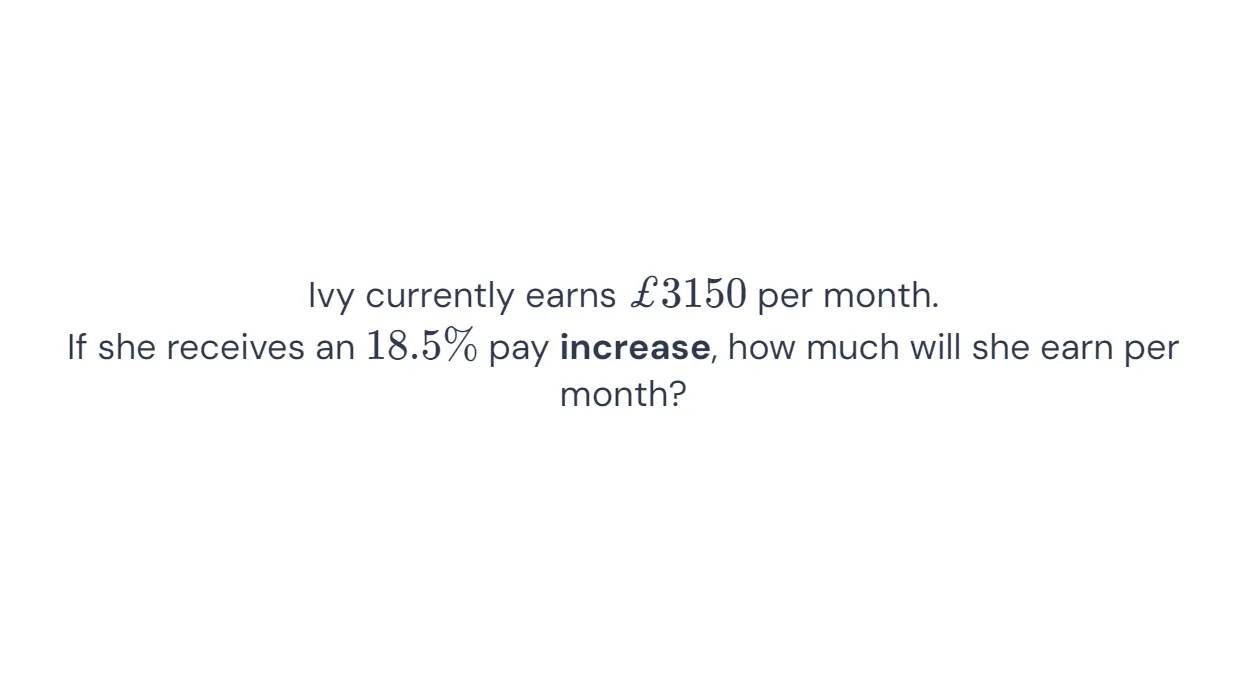 Ivy currently earns £3150 per month.
If she receives an 18.5% pay increase, how much will she earn per
month?